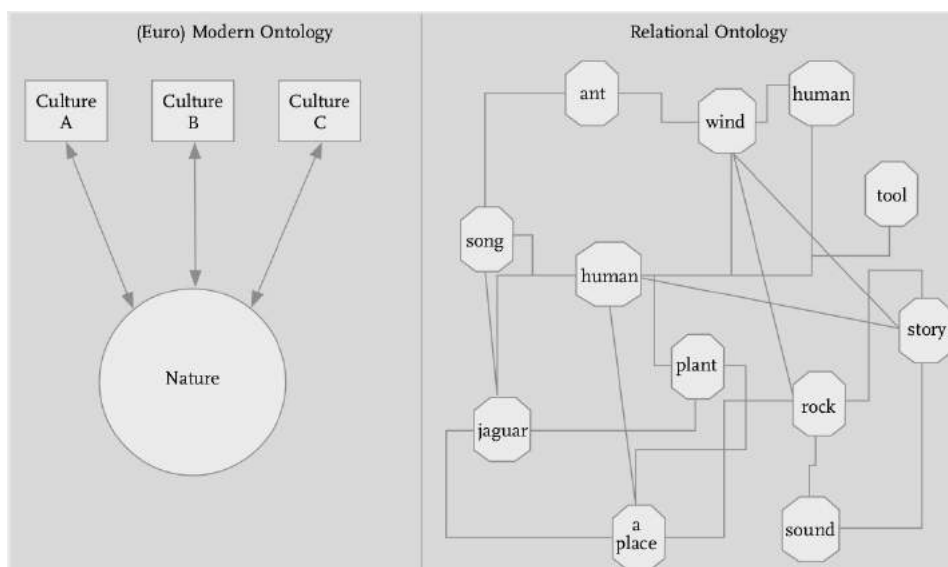 (Euro) Modern Ontology
Culture
A
Culture
B
Culture
C
Nature
Relational Ontology
ant
wind
human
tool
song
human
story
plant
rock
jaguar
a
place
sound